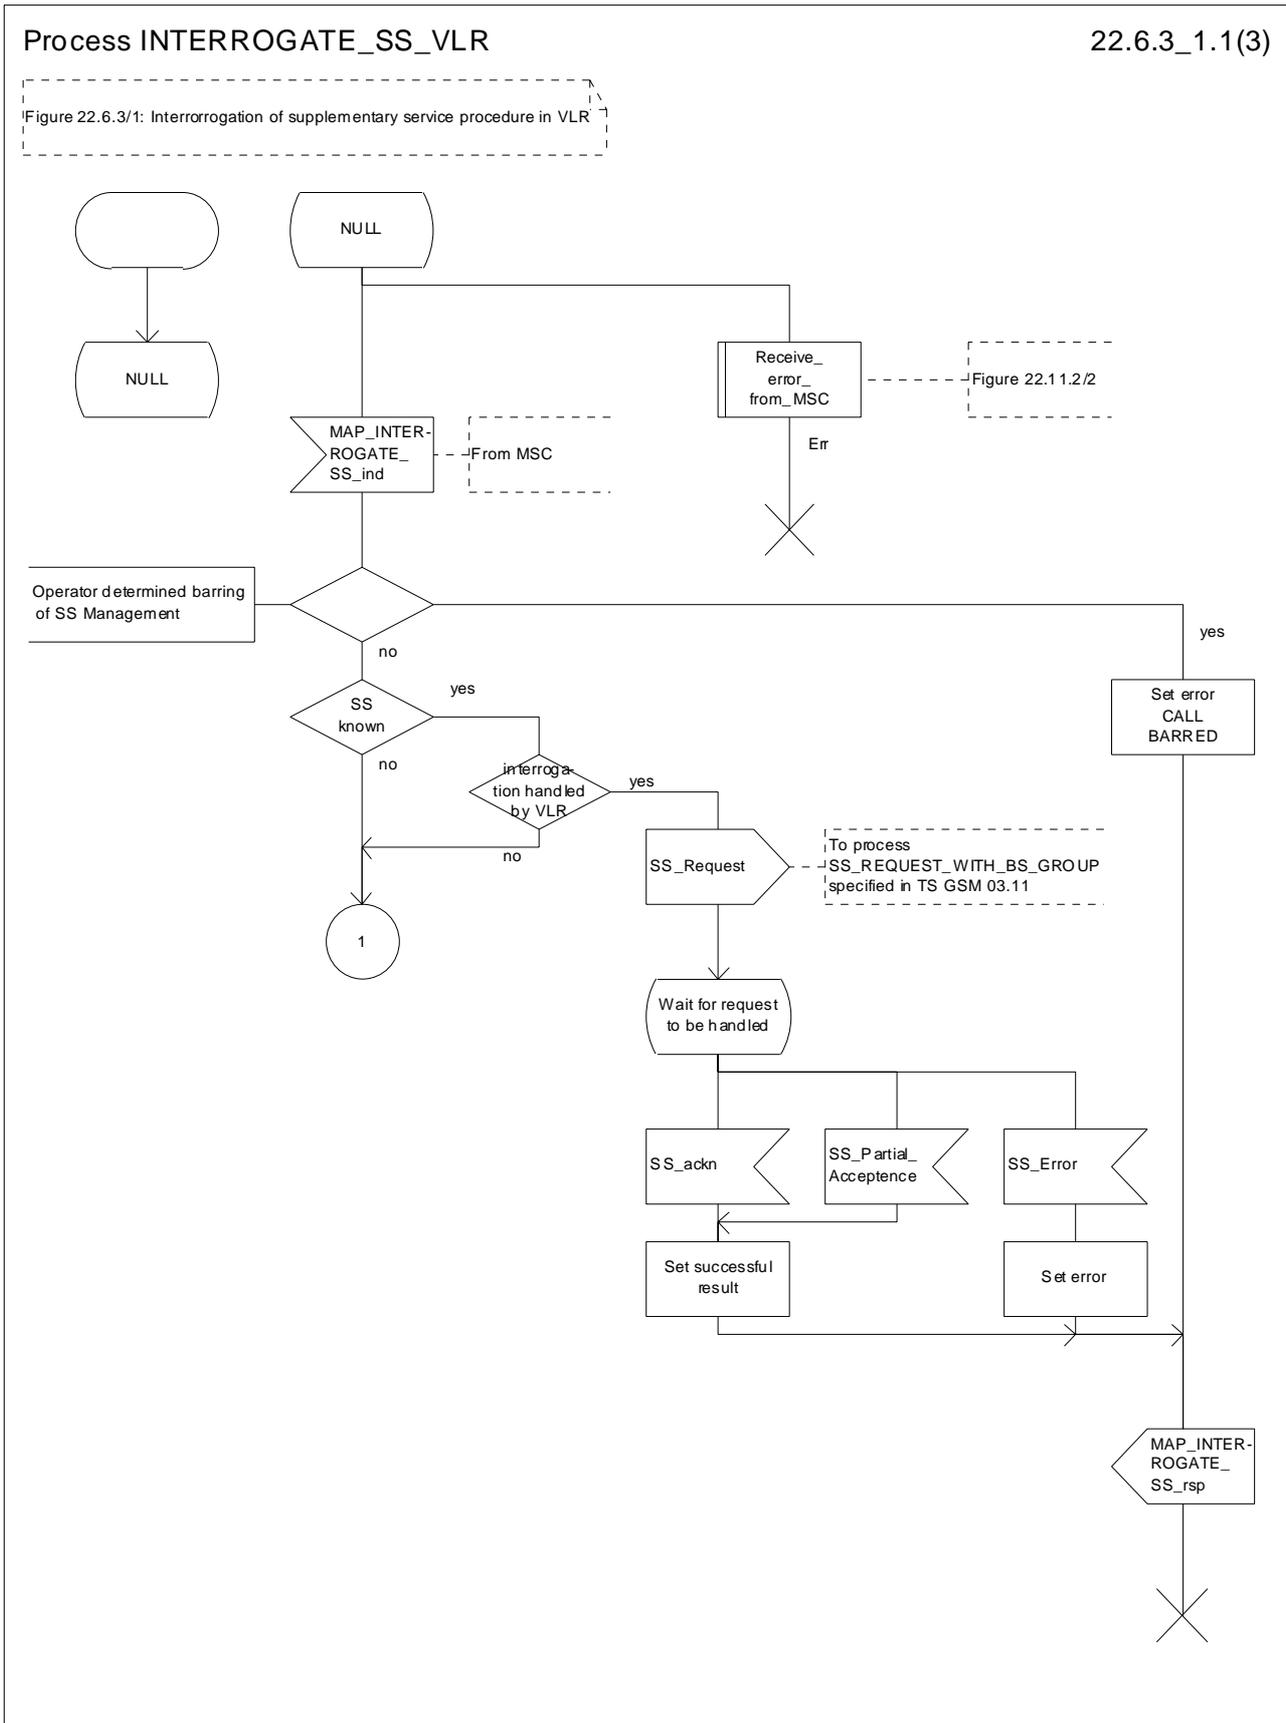 Process INTERROGATE_SS_VLR
22.6.3_1.1(3)
Figure 22.6.3/1: Interrorrogation of supplementary service procedure in VLR
NULL
NULL
Receive_
error_
from_MSC
Figure 22.11.2/2
MAP_INTER-
ROGATE_
SS_ind
From MSC
Err
Operator determined barring
of SS Management
yes
no
SS
known
yes
Set error
CALL
BARRED
no
interroga-
tion handled
by VLR
yes
no
SS_Request
To process
SS_REQUEST_WITH_BS_GROUP
specified in TS GSM 03.11
1
Wait for request
to be handled
SS_ackn
SS_Partial_
Acceptence
SS_Error
Set successful
result
Set error
MAP_INTER-
ROGATE_
SS_rsp